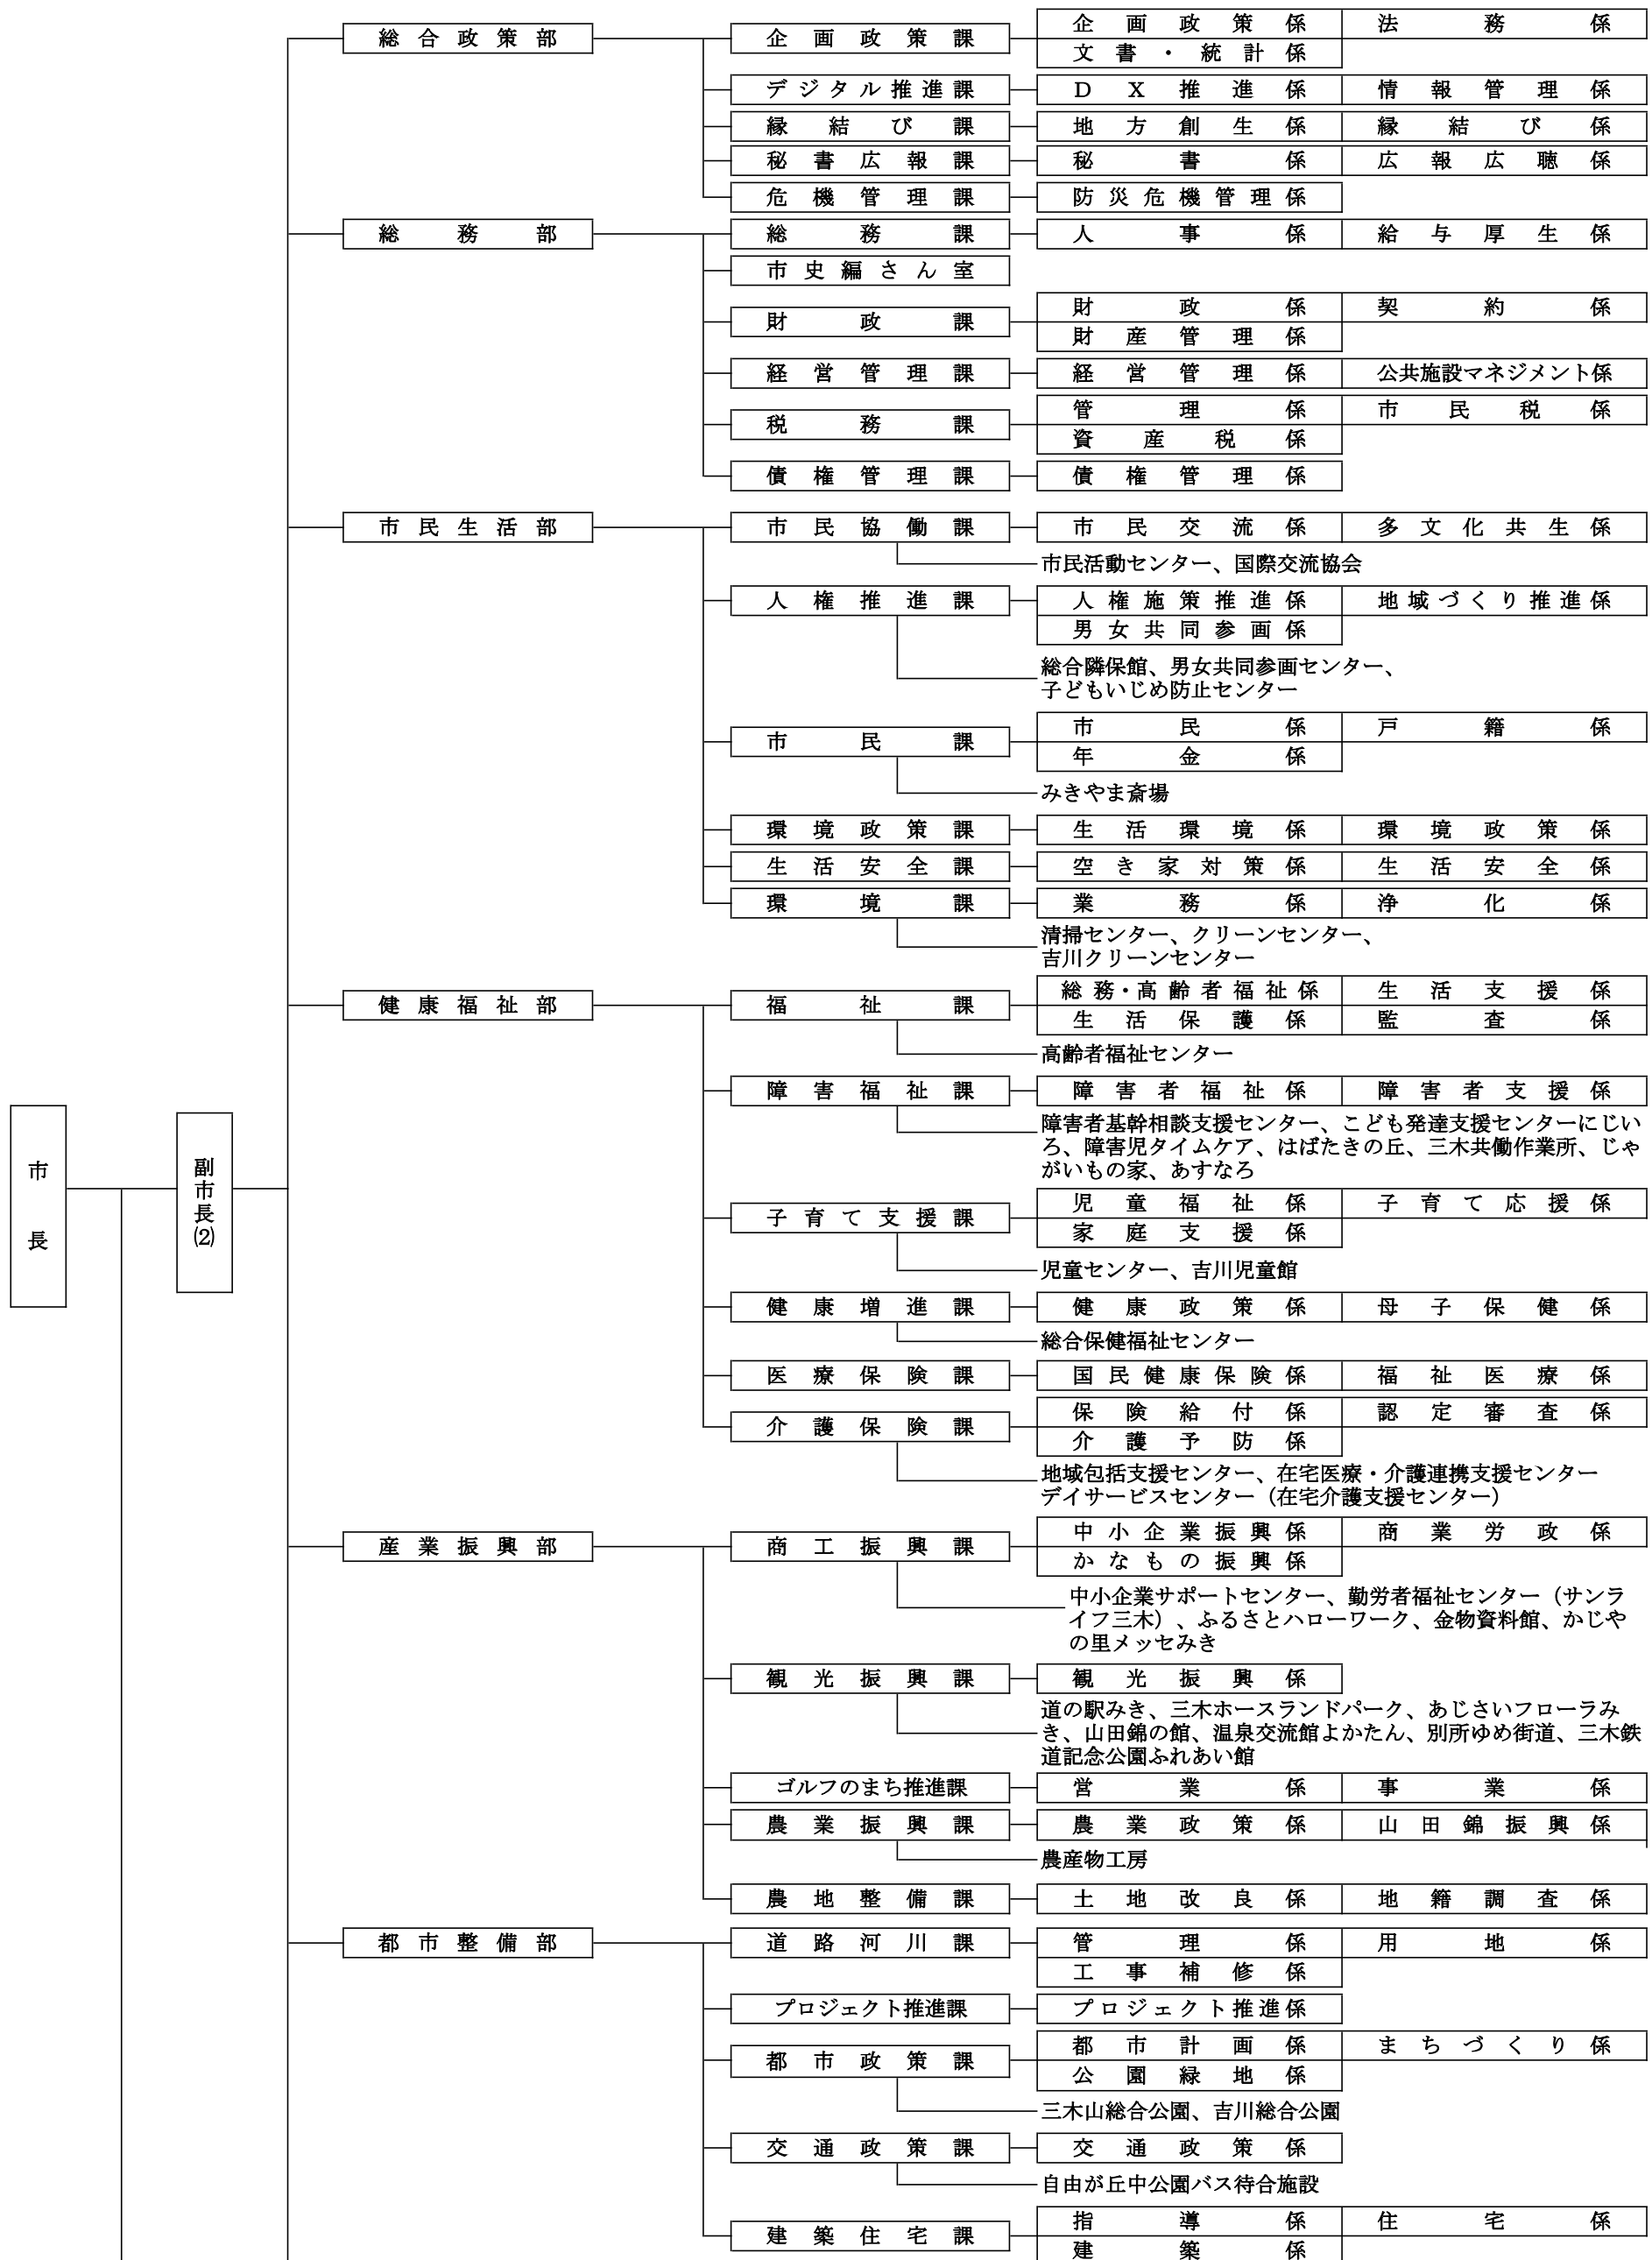 総合政策部 企画政策課 企画政策係 法務係
文書・統計係
デジタル推進課 DX推進係 情報管理係
縁結び課 地方創生係 縁結び係
秘書広報課 秘書係 広報広聴係
危機管理課 防災危機管理係
総務部 総務課 人事係 給与厚生係
市史編さん室
財政課 財政係 契約係
財産管理係
経営管理課 経営管理係 公共施設マネジメント係
税務課 管理係 市民税係
資産税係
債権管理課 債権管理係
市民生活部 市民協働課 市民交流係 多文化共生係
市民活動センター、国際交流協会
人権推進課 人権施策推進係 地域づくり推進係
男女共同参画係
総合隣保館、男女共同参画センター、
子どもいじめ防止センター
市民課 市民係 戸籍係
年金係
みきやま斎場
環境政策課 生活環境係 環境政策係
生活安全課 空き家対策係 生活安全係
環境課 業務係 浄化係
清掃センター、クリーンセンター、
吉川クリーンセンター
健康福祉部 福祉課 総務・高齢者福祉係 生活支援係
生活保護係 監査係
高齢者福祉センター
障害福祉課 障害者福祉係 障害者支援係
障害者基幹相談支援センター、こども発達支援センターにじい
ろ、障害児タイムケア、はばたきの丘、三木共働作業所、じゃ
がいもの家、あすなろ
市長 副市長(2)
子育て支援課 児童福祉係 子育て応援係
家庭支援係
児童センター、吉川児童館
健康増進課 健康政策係 母子保健係
総合保健福祉センター
医療保険課 国民健康保険係 福祉医療係
介護保険課 保険給付係 認定審査係
介護予防係
地域包括支援センター、在宅医療・介護連携支援センター
デイサービスセンター（在宅介護支援センター）
産業振興部 商工振興課 中小企業振興係 商業労政係
かなもの振興係
中小企業サポートセンター、勤労者福祉センター（サンラ
イフ三木）、ふるさとハローワーク、金物資料館、かじや
の里メッセみき
観光振興課 観光振興係
道の駅みき、三木ホースランドパーク、あじさいフローラみ
き、山田錦の館、温泉交流館よかたん、別所ゆめ街道、三木鉄
道記念公園ふれあい館
ゴルフのまち推進課 営業係 事業係
農業振興課 農業政策係 山田錦振興係
農産物工房
農地整備課 土地改良係 地籍調査係
都市整備部 道路河川課 管理係 用地係
工事補修係
プロジェクト推進課 プロジェクト推進係
都市政策課 都市計画係 まちづくり係
公園緑地係
三木山総合公園、吉川総合公園
交通政策課 交通政策係
自由が丘中公園バス待合施設
建築住宅課 指導係 住宅係
建築係